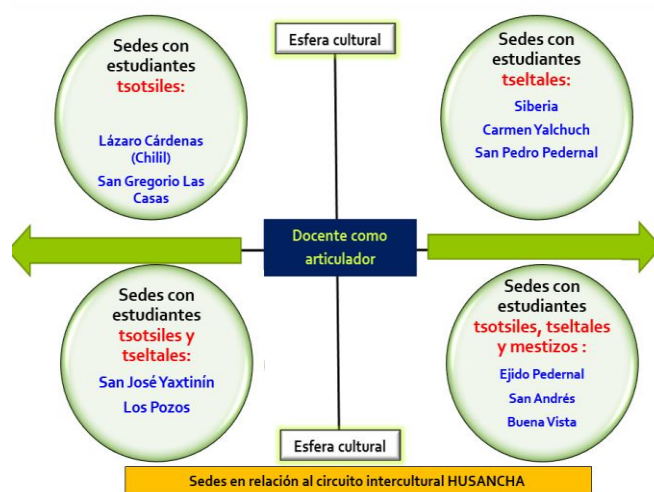 Esfera cultural
Sedes con
estudiantes
tsotsiles:
Lázaro Cárdenas
(Chilil)
San Gregorio Las
Casas
Sedes con
estudiantes
tseltales:
Siberia
Carmen Yalchuch
San Pedro Pedernal
Docente como
articulador
Sedes con
estudiantes
tsotsiles y
tseltales:
San José Yaxtinín
Los Pozos
Sedes con
estudiantes
tsotsiles, tseltales
y mestizos :
Ejido Pedernal
San Andrés
Buena Vista
Esfera cultural
Sedes en relación al circuito intercultural HUSANCHA